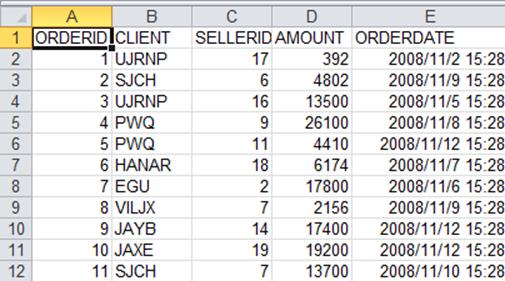 A B C D E
1 ORDERID CLIENT SELLERID AMOUNT ORDERDATE
2 1 UJRNP 17 392 2008/11/2 15:28
3 2 SJCH 6 4802 2008/11/9 15:28
4 3 UJRNP 16 13500 2008/11/5 15:28
5 4 PWQ 9 26100 2008/11/8 15:28
6 5 PWQ 11 4410 2008/11/12 15:28
7 6 HANAR 18 6174 2008/11/7 15:28
8 7 EGU 2 17800 2008/11/6 15:28
9 8 VILJX 7 2156 2008/11/9 15:28
10 9 JAYB 14 17400 2008/11/12 15:28
11 10 JAXE 19 19200 2008/11/12 15:28
12 11 SJCH 7 13700 2008/11/10 15:28